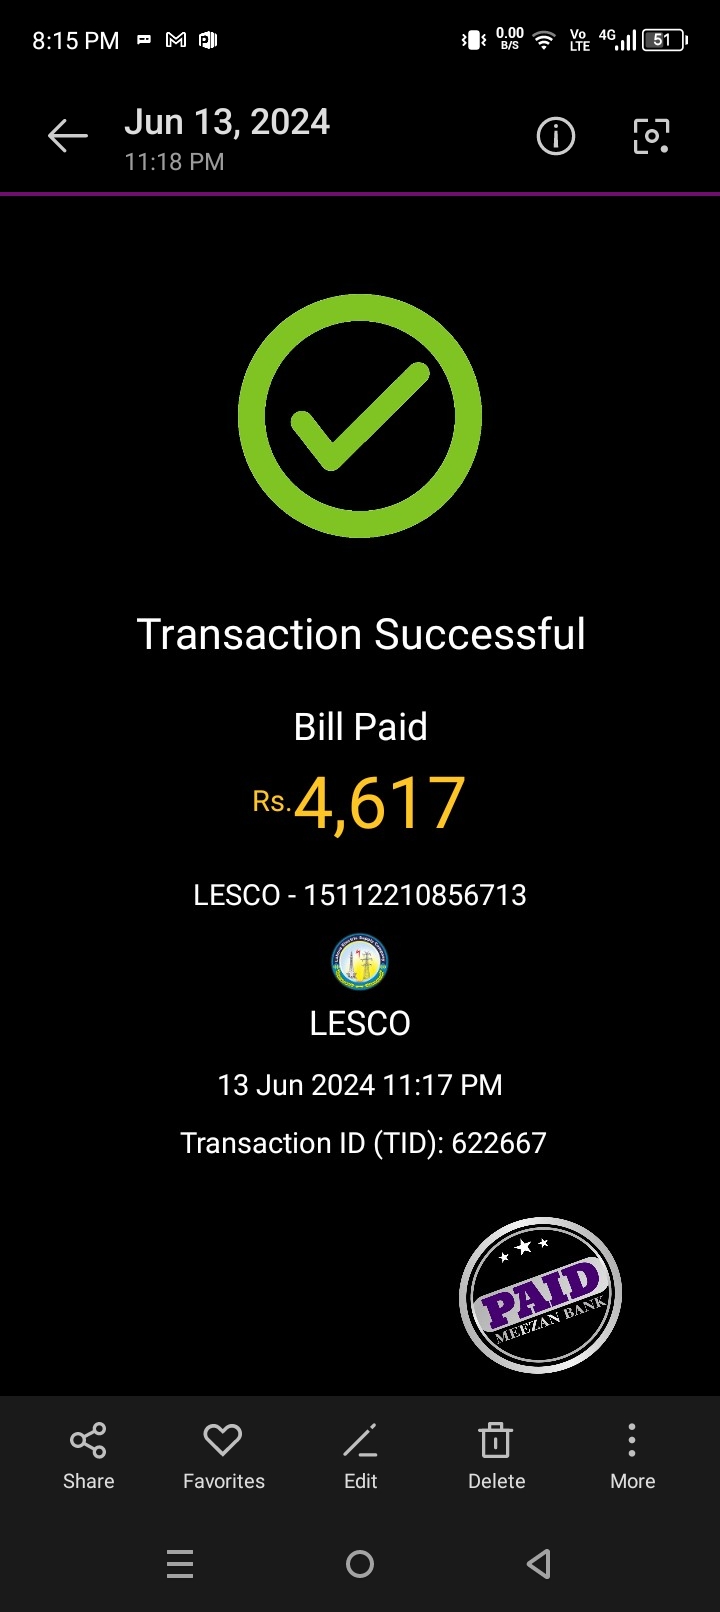 8:15 PM
0.00
B/S
Vo
LTE
4G
51
Jun 13, 2024
11:18 PM
Transaction Successful
Bill Paid
Rs.4,617
LESCO - 15112210856713
LESCO
13 Jun 2024 11:17 PM
Transaction ID (TID): 622667
PAID
MEEZAN BANK
Share
Favorites
Edit
Delete
More